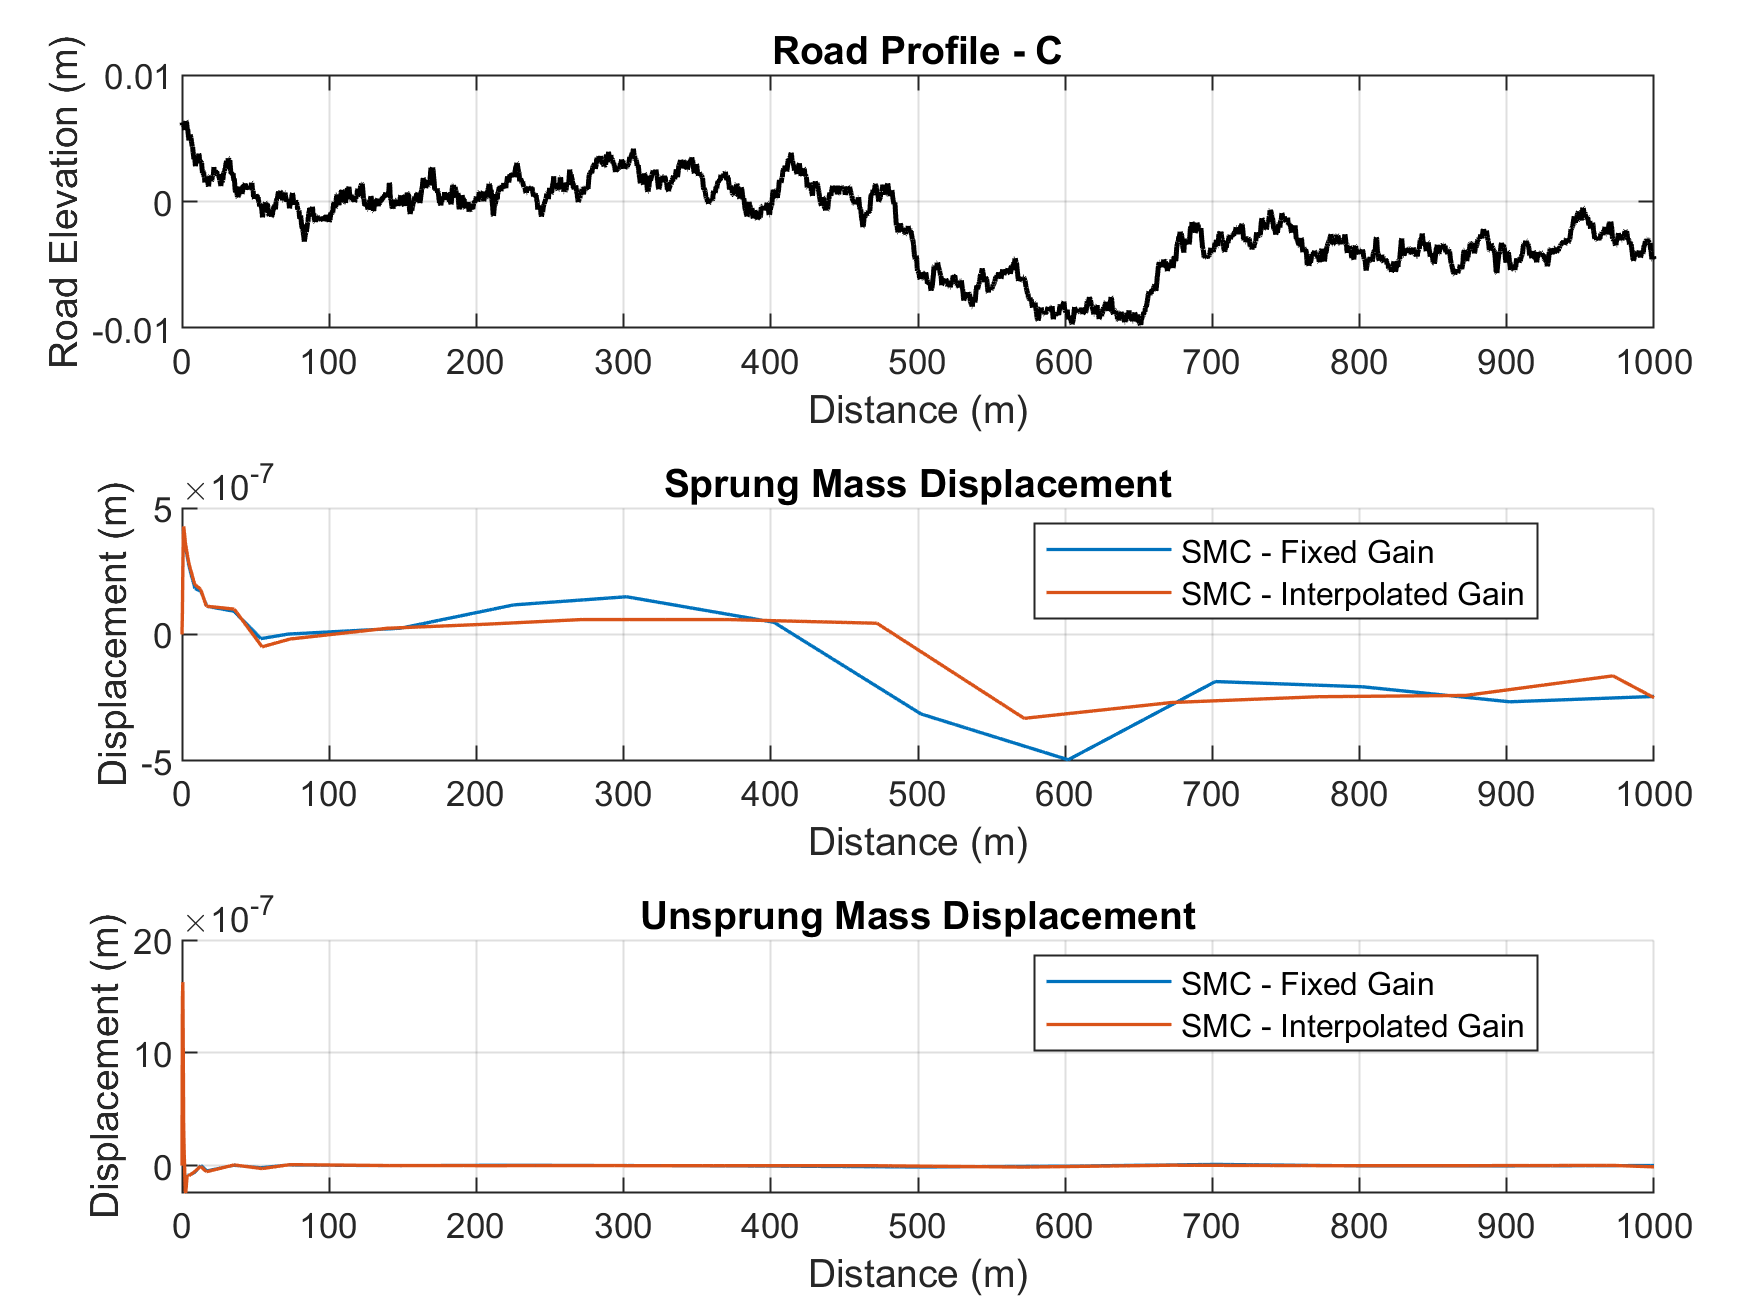 Road Profile - C
Road Elevation (m)
0.01
0
-0.01
0 100 200 300 400 500 600 700 800 900 1000
Distance (m)
Sprung Mass Displacement
×10-7
Displacement (m)
5
0
-5
SMC - Fixed Gain
SMC - Interpolated Gain
0 100 200 300 400 500 600 700 800 900 1000
Distance (m)
Unsprung Mass Displacement
×10-7
Displacement (m)
20
10
0
SMC - Fixed Gain
SMC - Interpolated Gain
0 100 200 300 400 500 600 700 800 900 1000
Distance (m)